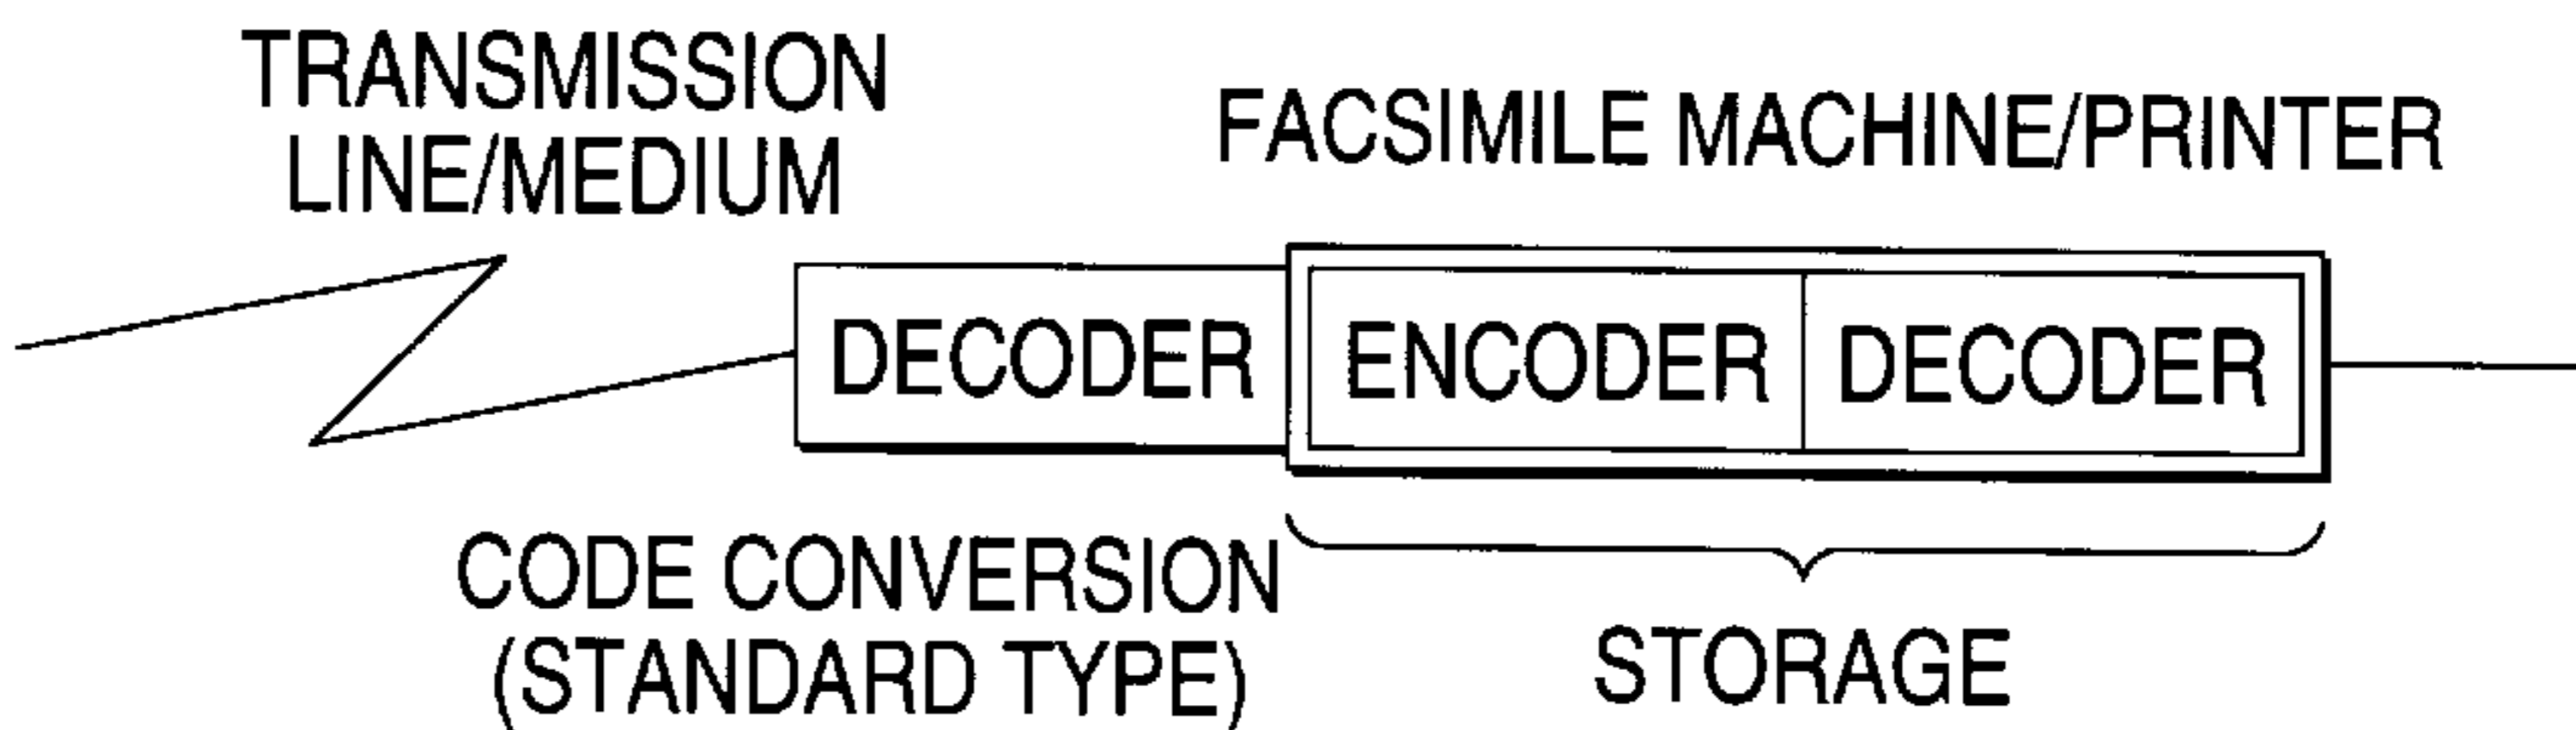 TRANSMISSION
LINE/MEDIUM
FACSIMILE MACHINE/PRINTER
DECODER
ENCODER
DECODER
CODE CONVERSION
(STANDARD TYPE)
STORAGE